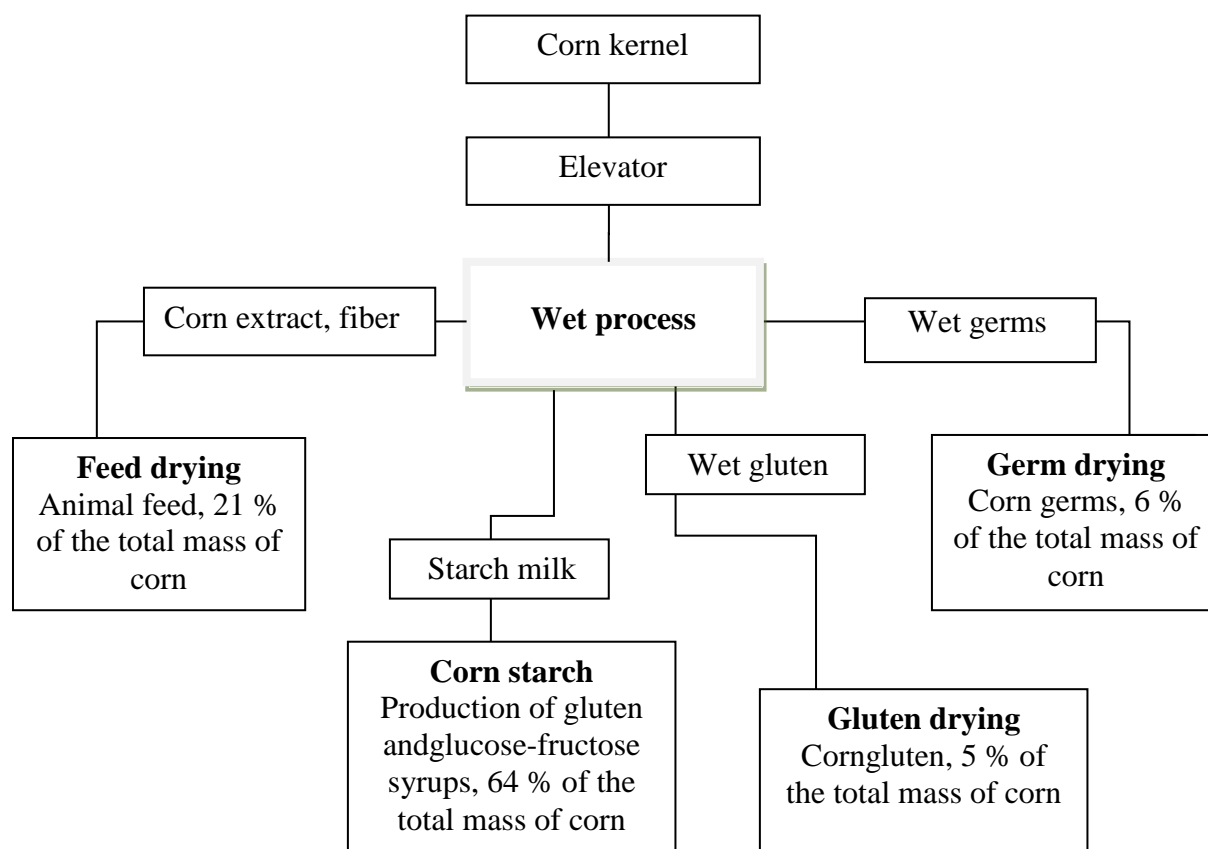 Corn kernel
Elevator
Wet process
Corn extract, fiber
Wet germs
Feed drying
Animal feed, 21 %
of the total mass of
corn
Wet gluten
Germ drying
Corn germs, 6 %
of the total mass of
corn
Starch milk
Corn starch
Production of gluten
andglucose-fructose
syrups, 64 % of the
total mass of corn
Gluten drying
Corngluten, 5 % of
the total mass of corn